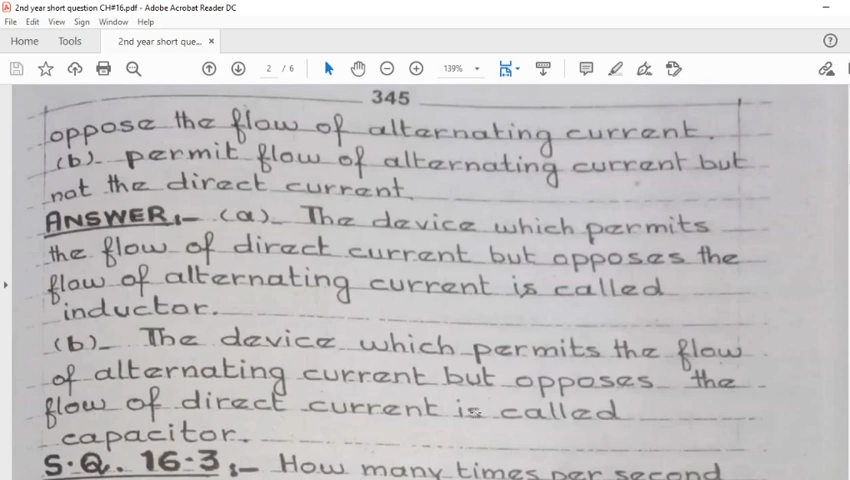 2nd year short question CH#16.pdf - Adobe Acrobat Reader DC
File Edit View Sign Window Help
Home Tools 2nd year short que... ×
2 / 6 139%
345
oppose the flow of alternating current.
(b)- permit flow of alternating current but
not the direct current.
ANSWER:- (a)- The device which permits
the flow of direct current but opposes the
flow of alternating current is called
inductor.
(b)- The device which permits the flow
of alternating current but opposes the
flow of direct current is called
capacitor.
S.Q. 16.3:- How many times per second